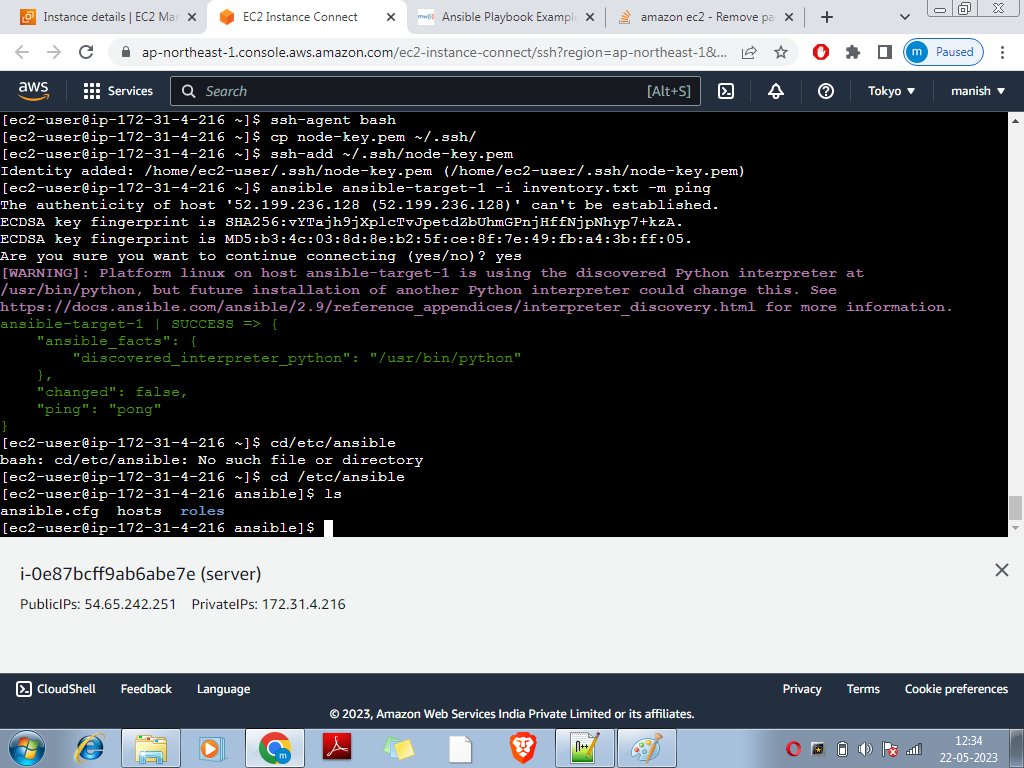 Instance details | EC2 Ma
EC2 Instance Connect
Ansible Playbook Example
amazon ec2 - Remove pa
ap-northeast-1.console.aws.amazon.com/ec2-instance-connect/ssh?region=ap-northeast-1&...
m Paused
aws Services Search [Alt+S] Tokyo manish
[ec2-user@ip-172-31-4-216 ~]$ ssh-agent bash
[ec2-user@ip-172-31-4-216 ~]$ cp node-key.pem ~/.ssh/
[ec2-user@ip-172-31-4-216 ~]$ ssh-add ~/.ssh/node-key.pem
Identity added: /home/ec2-user/.ssh/node-key.pem (/home/ec2-user/.ssh/node-key.pem)
[ec2-user@ip-172-31-4-216 ~]$ ansible ansible-target-1 -i inventory.txt -m ping
The authenticity of host '52.199.236.128 (52.199.236.128)' can't be established.
ECDSA key fingerprint is SHA256:vYTajh9jXplcTvJpetdZbUhmGPnjHffNjpNhyp7+kzA.
ECDSA key fingerprint is MD5:b3:4c:03:8d:8e:b2:5f:ce:8f:7e:49:fb:a4:3b:ff:05.
Are you sure you want to continue connecting (yes/no)? yes
[WARNING]: Platform linux on host ansible-target-1 is using the discovered Python interpreter at
/usr/bin/python, but future installation of another Python interpreter could change this. See
https://docs.ansible.com/ansible/2.9/reference_appendices/interpreter_discovery.html for more information.
ansible-target-1 | SUCCESS => {
    "ansible_facts": {
        "discovered_interpreter_python": "/usr/bin/python"
    },
    "changed": false,
    "ping": "pong"
}
[ec2-user@ip-172-31-4-216 ~]$ cd/etc/ansible
bash: cd/etc/ansible: No such file or directory
[ec2-user@ip-172-31-4-216 ~]$ cd /etc/ansible
[ec2-user@ip-172-31-4-216 ansible]$ ls
ansible.cfg  hosts  roles
[ec2-user@ip-172-31-4-216 ansible]$
i-0e87bcff9ab6abe7e (server)
PublicIPs: 54.65.242.251 PrivateIPs: 172.31.4.216
CloudShell Feedback Language Privacy Terms Cookie preferences
© 2023, Amazon Web Services India Private Limited or its affiliates.
12:34
22-05-2023